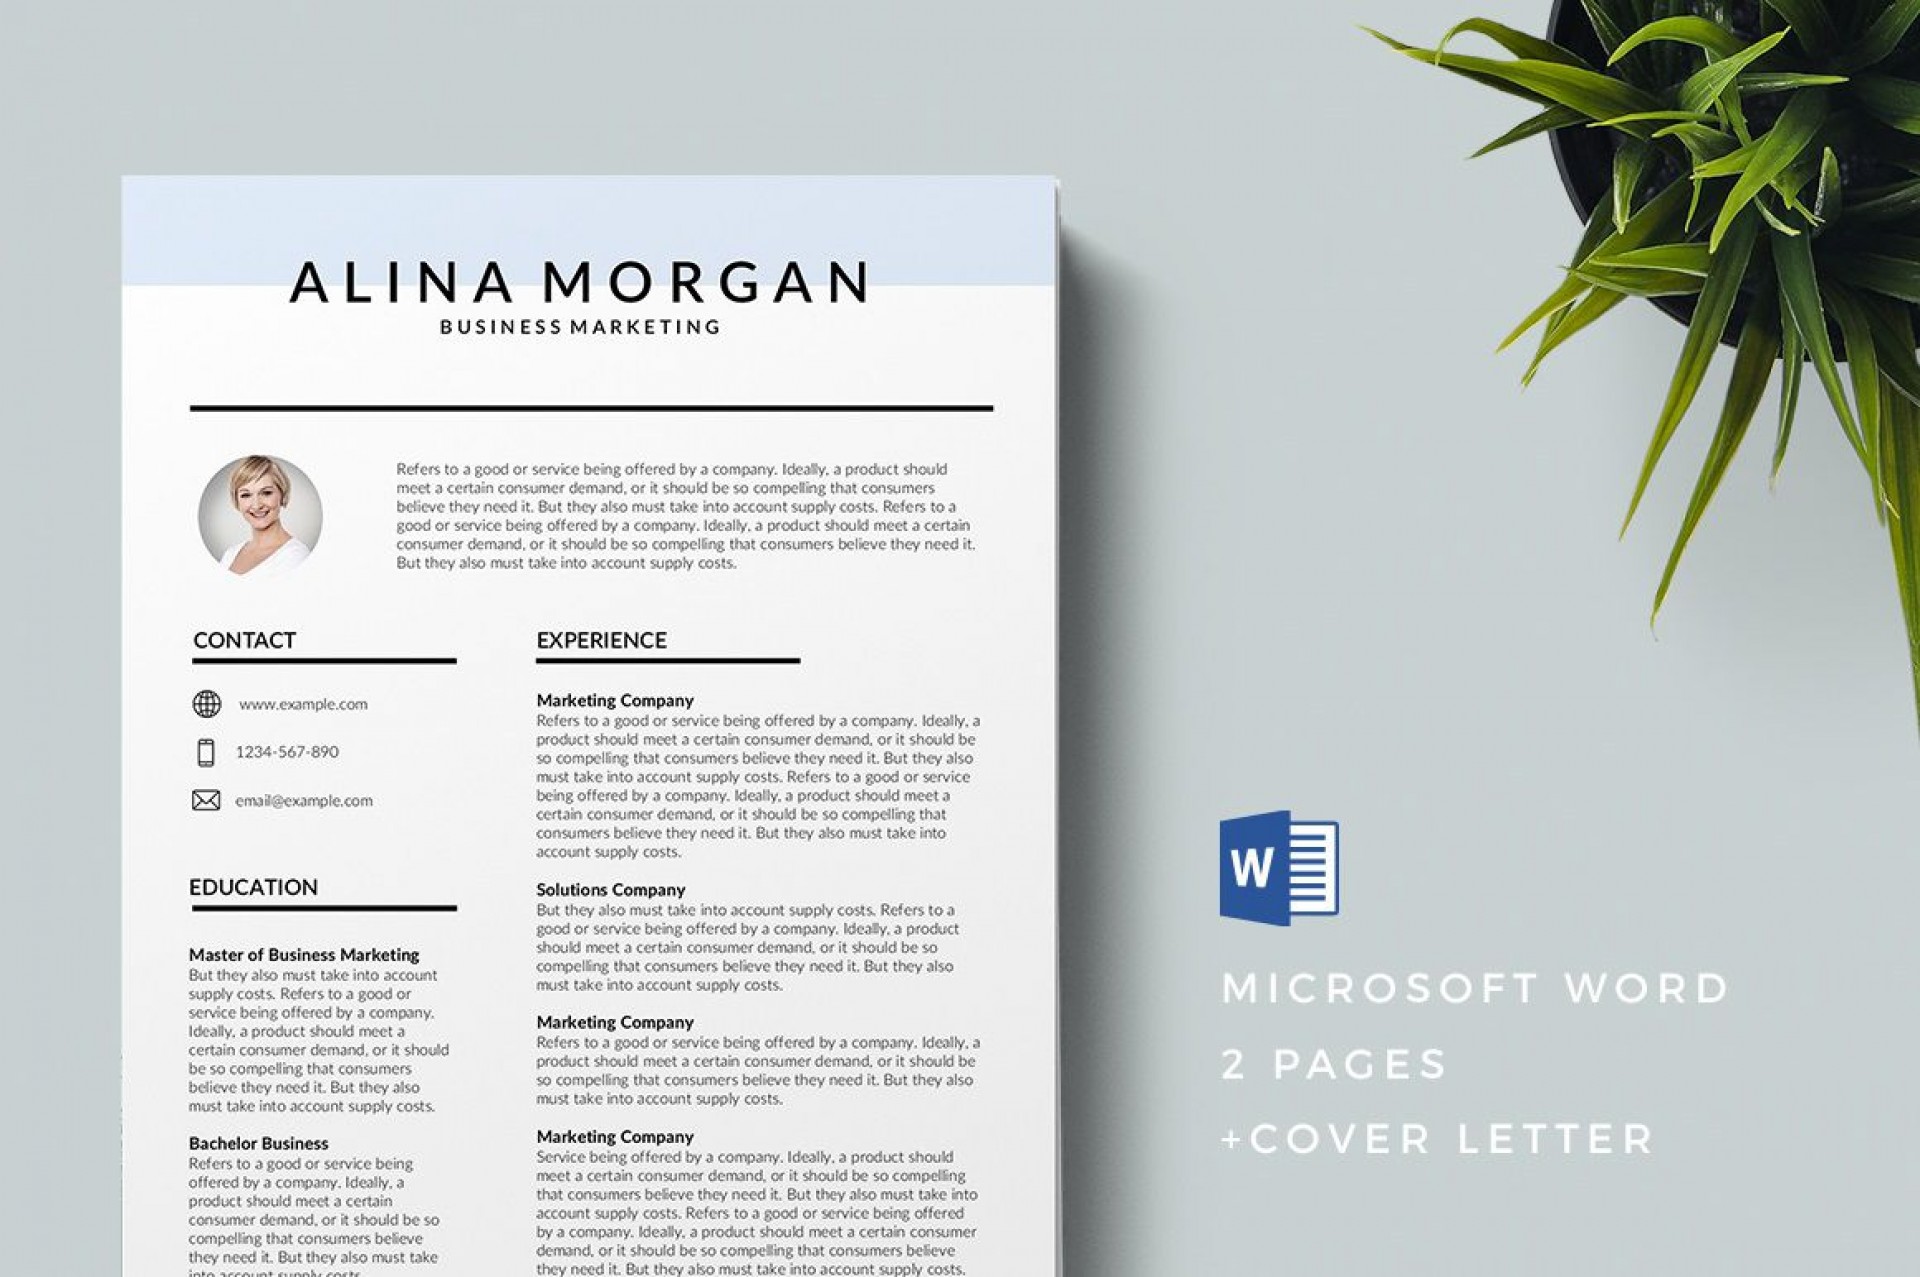 ALINA MORGAN
BUSINESS MARKETING
Refers to a good or service being offered by a company. Ideally, a product should
meet a certain consumer demand, or it should be so compelling that consumers
believe they need it. But they also must take into account supply costs. Refers to a
good or service being offered by a company. Ideally, a product should meet a certain
consumer demand, or it should be so compelling that consumers believe they need it.
But they also must take into account supply costs.
CONTACT
www.example.com
1234-567-890
email@example.com
EDUCATION
Master of Business Marketing
But they also must take into account
supply costs. Refers to a good or
service being offered by a company.
Ideally, a product should meet a
certain consumer demand, or it should
be so compelling that consumers
believe they need it. But they also
must take into account supply costs.
Bachelor Business
Refers to a good or service being
offered by a company. Ideally, a
product should meet a certain
consumer demand, or it should be so
compelling that consumers believe
they need it. But they also must take
into account supply costs.
EXPERIENCE
Marketing Company
Refers to a good or service being offered by a company. Ideally, a
product should meet a certain consumer demand, or it should be
so compelling that consumers believe they need it. But they also
must take into account supply costs. Refers to a good or service
being offered by a company. Ideally, a product should meet a
certain consumer demand, or it should be so compelling that
consumers believe they need it. But they also must take into
account supply costs.
Solutions Company
But they also must take into account supply costs. Refers to a
good or service being offered by a company. Ideally, a product
should meet a certain consumer demand, or it should be so
compelling that consumers believe they need it. But they also
must take into account supply costs.
Marketing Company
Refers to a good or service being offered by a company. Ideally, a
product should meet a certain consumer demand, or it should be
so compelling that consumers believe they need it. But they also
must take into account supply costs.
Marketing Company
Service being offered by a company. Ideally, a product should
meet a certain consumer demand, or it should be so compelling
that consumers believe they need it. But they also must take into
account supply costs. Refers to a good or service being offered
by a company. Ideally, a product should meet a certain consumer
demand, or it should be so compelling that consumers believe
they need it. But they also must take into account supply costs.
W
MICROSOFT WORD
2 PAGES
+COVER LETTER